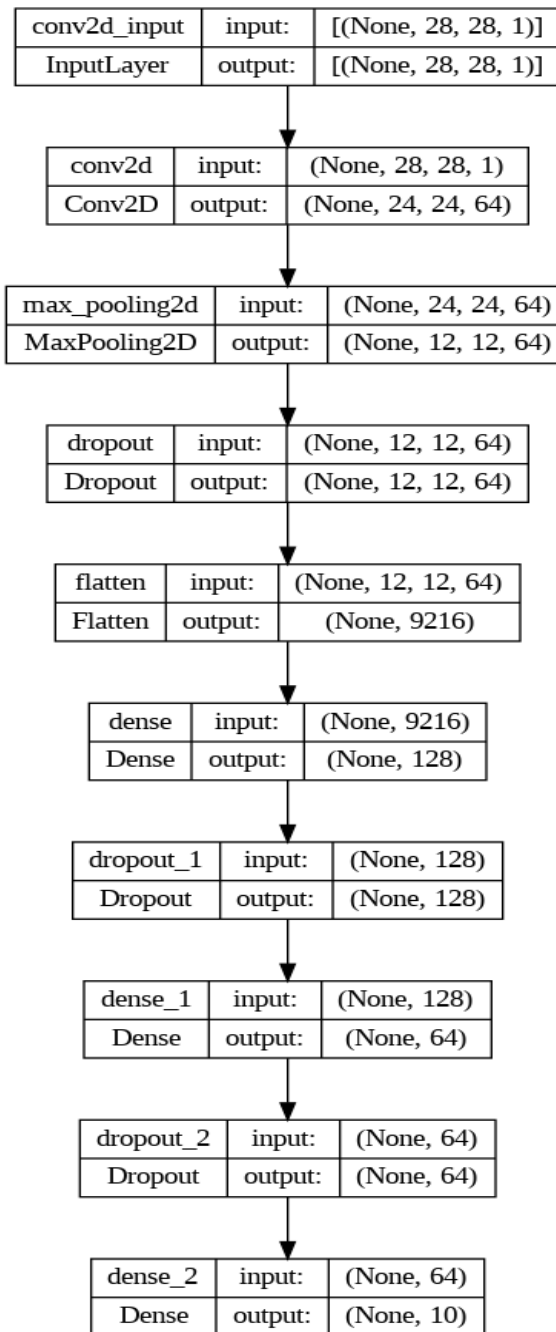 conv2d_input input: [(None, 28, 28, 1)]
InputLayer output: [(None, 28, 28, 1)]
conv2d input: (None, 28, 28, 1)
Conv2D output: (None, 24, 24, 64)
max_pooling2d input: (None, 24, 24, 64)
MaxPooling2D output: (None, 12, 12, 64)
dropout input: (None, 12, 12, 64)
Dropout output: (None, 12, 12, 64)
flatten input: (None, 12, 12, 64)
Flatten output: (None, 9216)
dense input: (None, 9216)
Dense output: (None, 128)
dropout_1 input: (None, 128)
Dropout output: (None, 128)
dense_1 input: (None, 128)
Dense output: (None, 64)
dropout_2 input: (None, 64)
Dropout output: (None, 64)
dense_2 input: (None, 64)
Dense output: (None, 10)